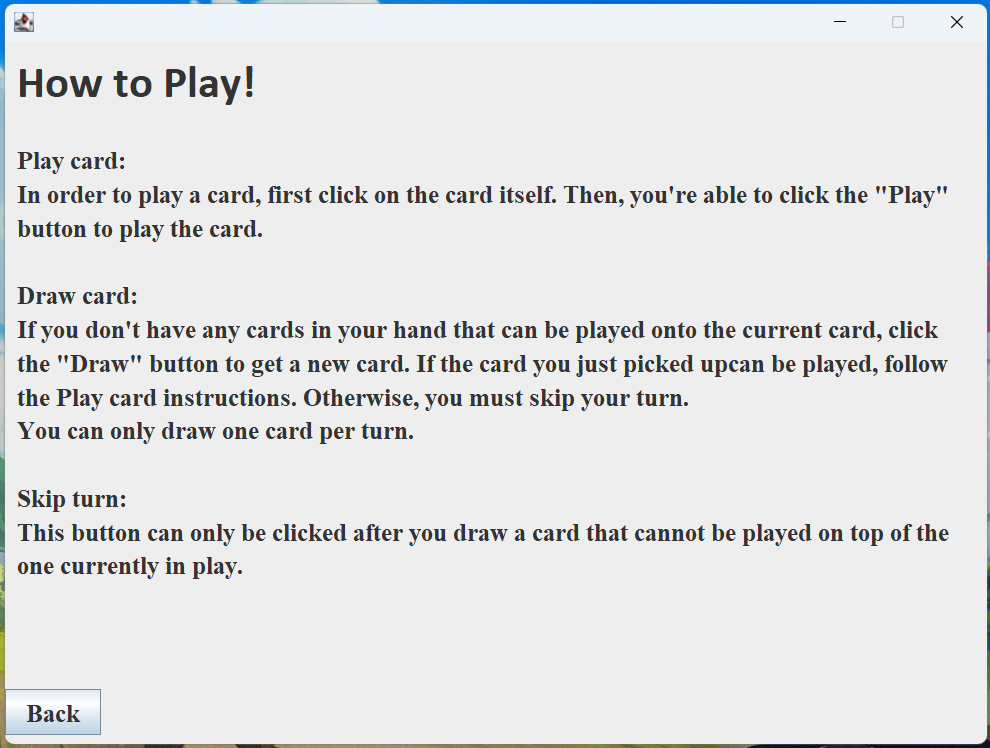 How to Play!
Play card:
In order to play a card, first click on the card itself. Then, you're able to click the "Play"
button to play the card.
Draw card:
If you don't have any cards in your hand that can be played onto the current card, click
the "Draw" button to get a new card. If the card you just picked upcan be played, follow
the Play card instructions. Otherwise, you must skip your turn.
You can only draw one card per turn.
Skip turn:
This button can only be clicked after you draw a card that cannot be played on top of the
one currently in play.
Back